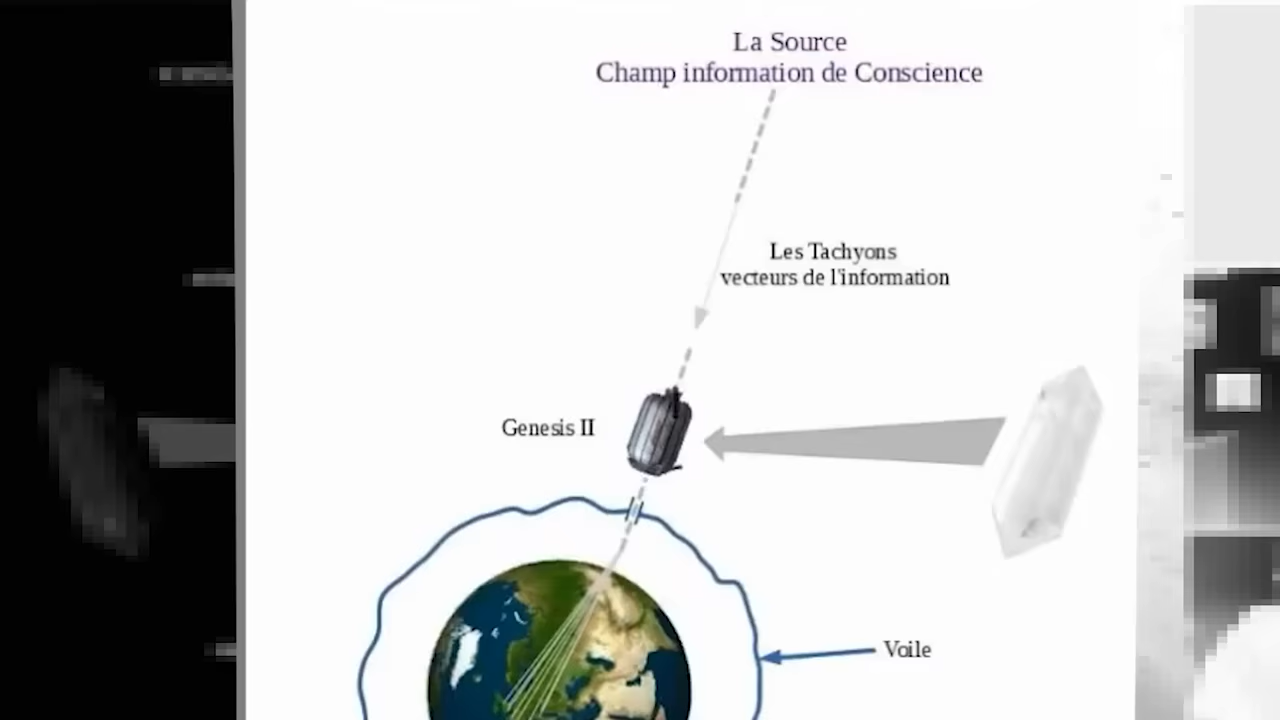 La Source
Champ information de Conscience
Les Tachyons
vecteurs de l'information
Genesis II
Voile